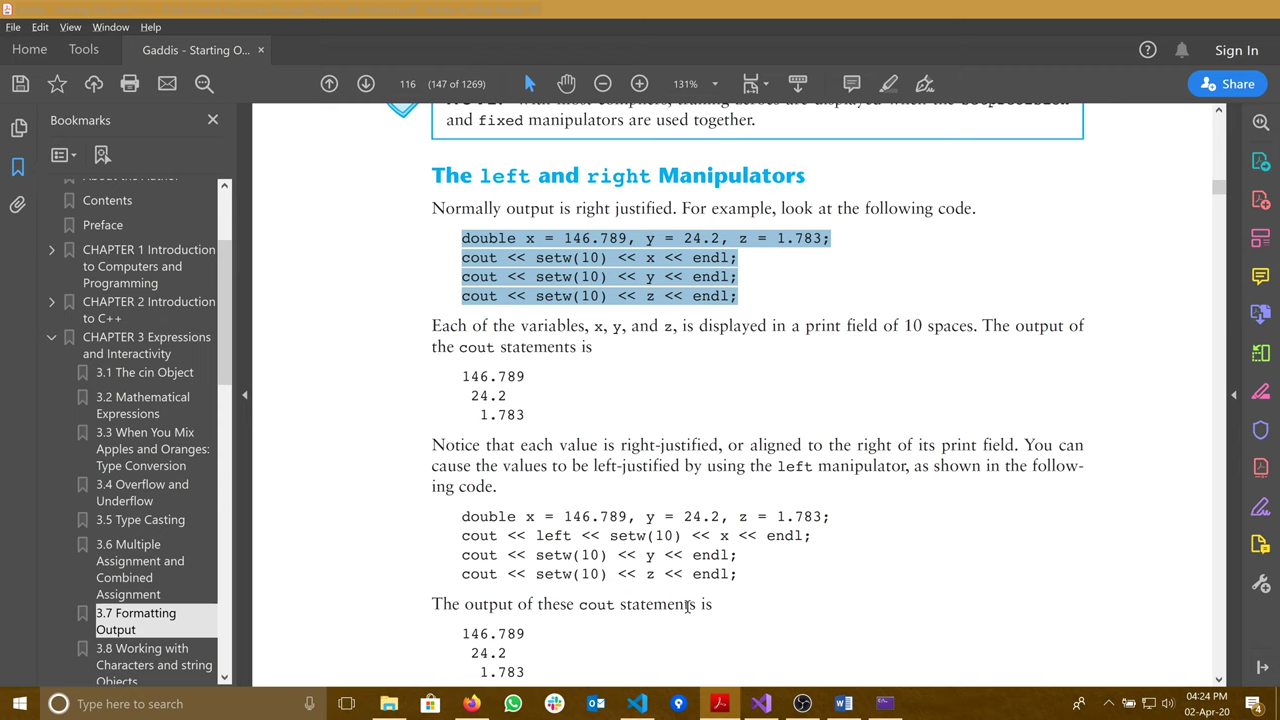 File Edit View Window Help
Home Tools Gaddis - Starting O... × Sign In
116 (147 of 1269) 131% Share
Bookmarks
Contents
Preface
CHAPTER 1 Introduction
to Computers and
Programming
CHAPTER 2 Introduction
to C++
CHAPTER 3 Expressions
and Interactivity
3.1 The cin Object
3.2 Mathematical
Expressions
3.3 When You Mix
Apples and Oranges:
Type Conversion
3.4 Overflow and
Underflow
3.5 Type Casting
3.6 Multiple
Assignment and
Combined
Assignment
3.7 Formatting
Output
3.8 Working with
Characters and string
Objects
and fixed manipulators are used together.
The left and right Manipulators
Normally output is right justified. For example, look at the following code.
double x = 146.789, y = 24.2, z = 1.783;
cout << setw(10) << x << endl;
cout << setw(10) << y << endl;
cout << setw(10) << z << endl;
Each of the variables, x, y, and z, is displayed in a print field of 10 spaces. The output of
the cout statements is
146.789
24.2
1.783
Notice that each value is right-justified, or aligned to the right of its print field. You can
cause the values to be left-justified by using the left manipulator, as shown in the follow-
ing code.
double x = 146.789, y = 24.2, z = 1.783;
cout << left << setw(10) << x << endl;
cout << setw(10) << y << endl;
cout << setw(10) << z << endl;
The output of these cout statements is
146.789
24.2
1.783
Type here to search
04:24 PM
02-Apr-20
4